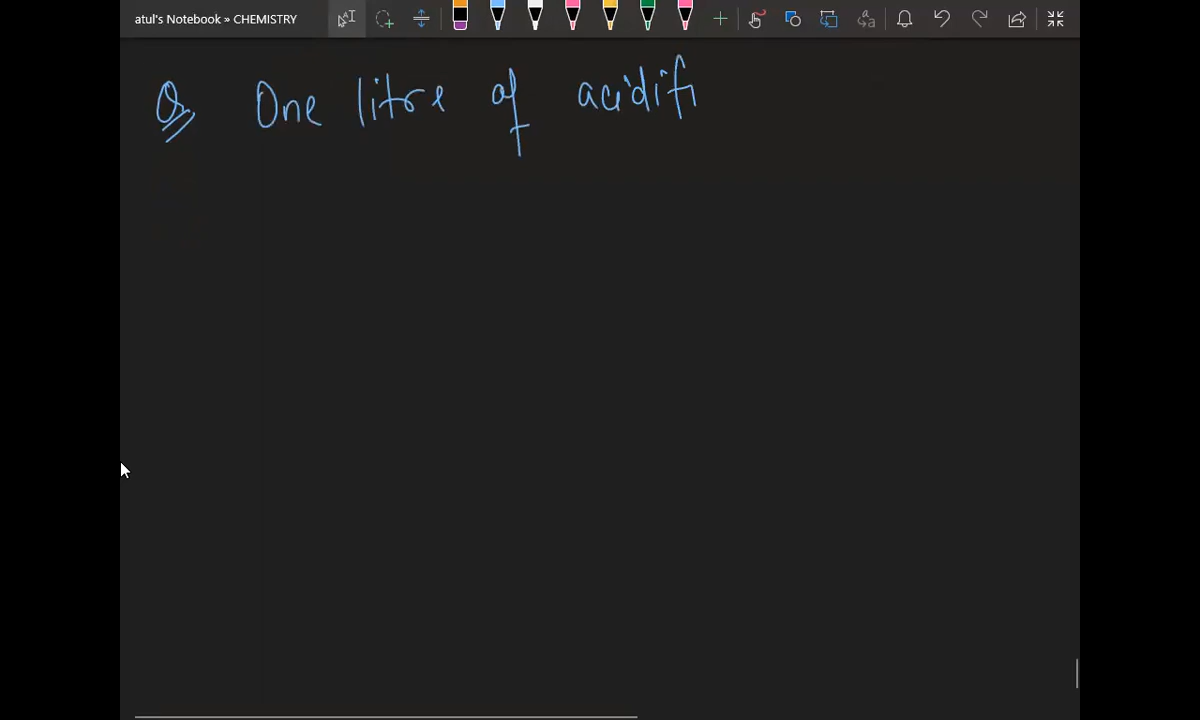 atul's Notebook » CHEMISTRY
Q One litre of acidifi